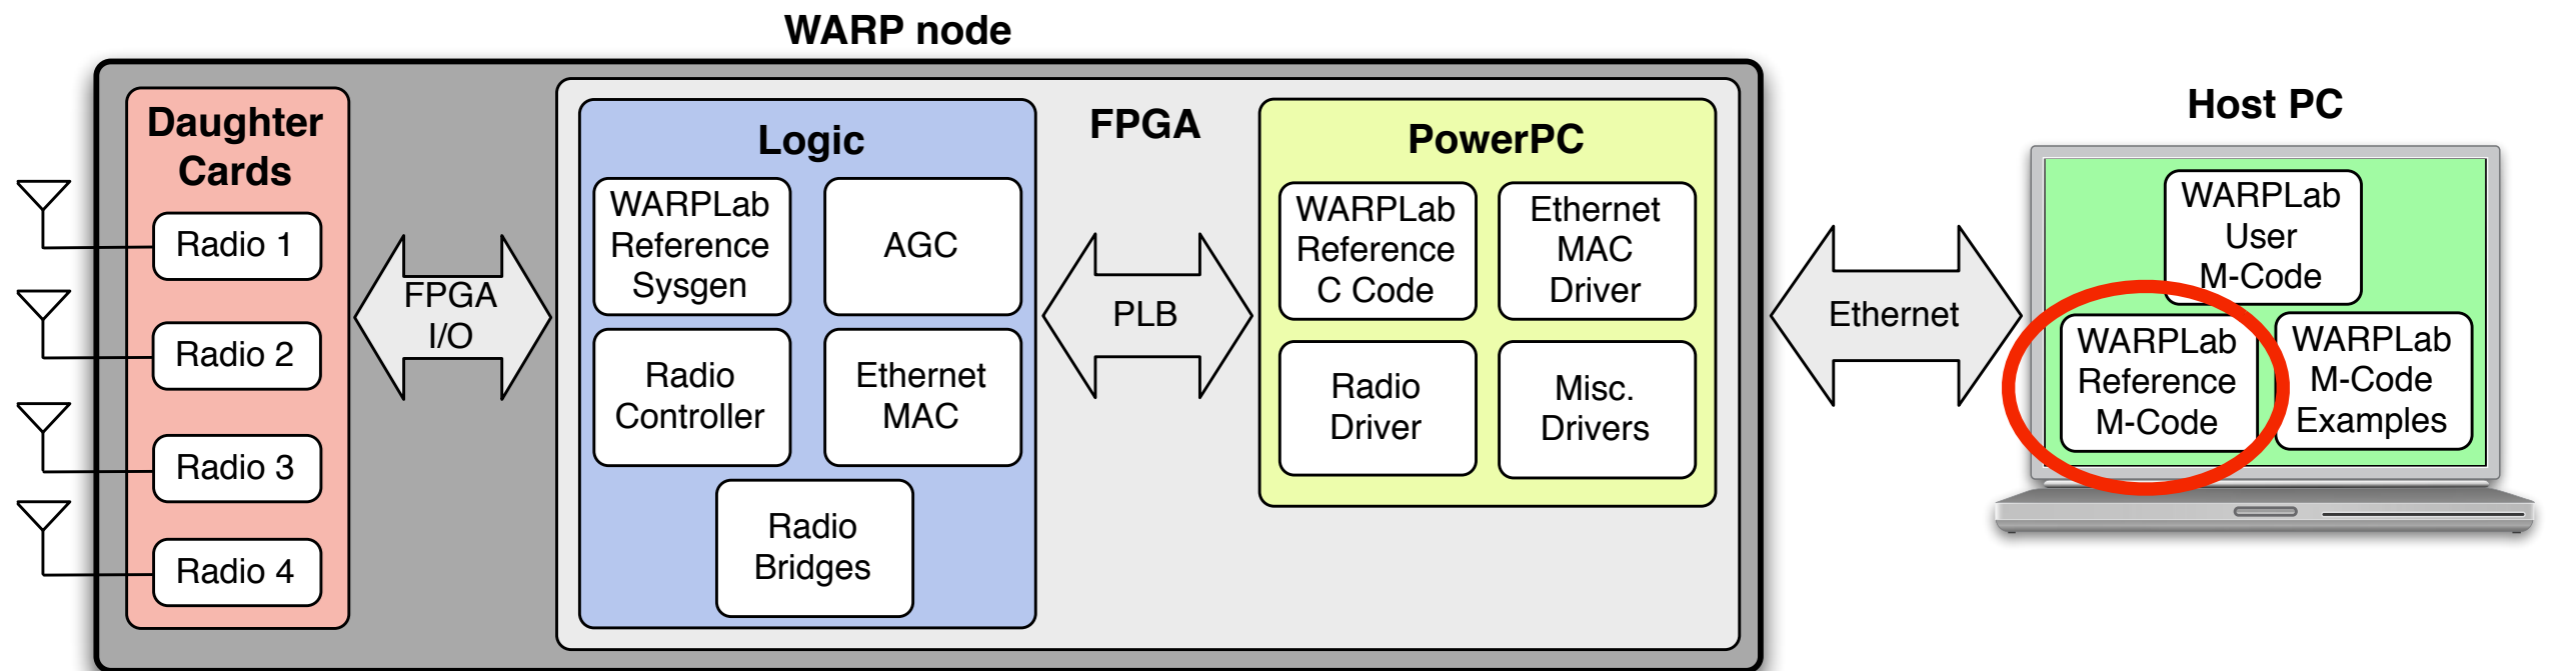 WARP node
Daughter
Cards
Radio 1
Radio 2
Radio 3
Radio 4
FPGA
I/O
FPGA
Logic
WARPLab
Reference
Sysgen
AGC
Radio
Controller
Ethernet
MAC
Radio
Bridges
PLB
PowerPC
WARPLab
Reference
C Code
Ethernet
MAC
Driver
Radio
Driver
Misc.
Drivers
Ethernet
Host PC
WARPLab
User
M-Code
WARPLab
Reference
M-Code
WARPLab
M-Code
Examples